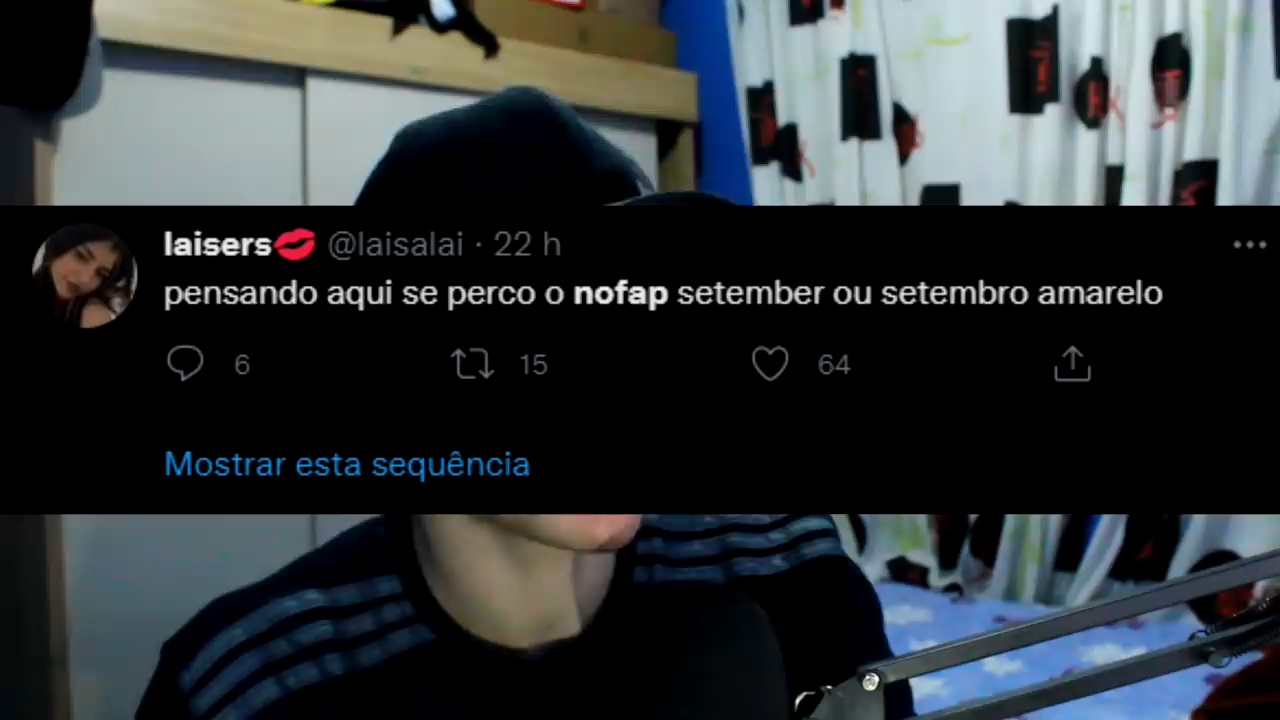 laisers💋 @laisalai · 22 h
pensando aqui se perco o nofap setember ou setembro amarelo
6 15 64
Mostrar esta sequência